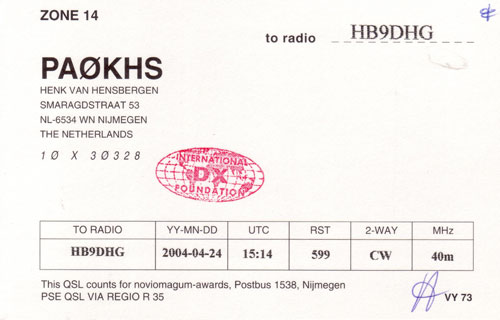 ZONE 14
to radio HB9DHG
PAØKHS
HENK VAN HENSBERGEN
SMARAGDSTRAAT 53
NL-6534 WN NIJMEGEN
THE NETHERLANDS
1Ø X 3Ø328
INTERNATIONAL
DX
FOUNDATION
TO RADIO YY-MN-DD UTC RST 2-WAY MHz
HB9DHG 2004-04-24 15:14 599 CW 40m
This QSL counts for noviomagum-awards, Postbus 1538, Nijmegen
PSE QSL VIA REGIO R 35
VY 73